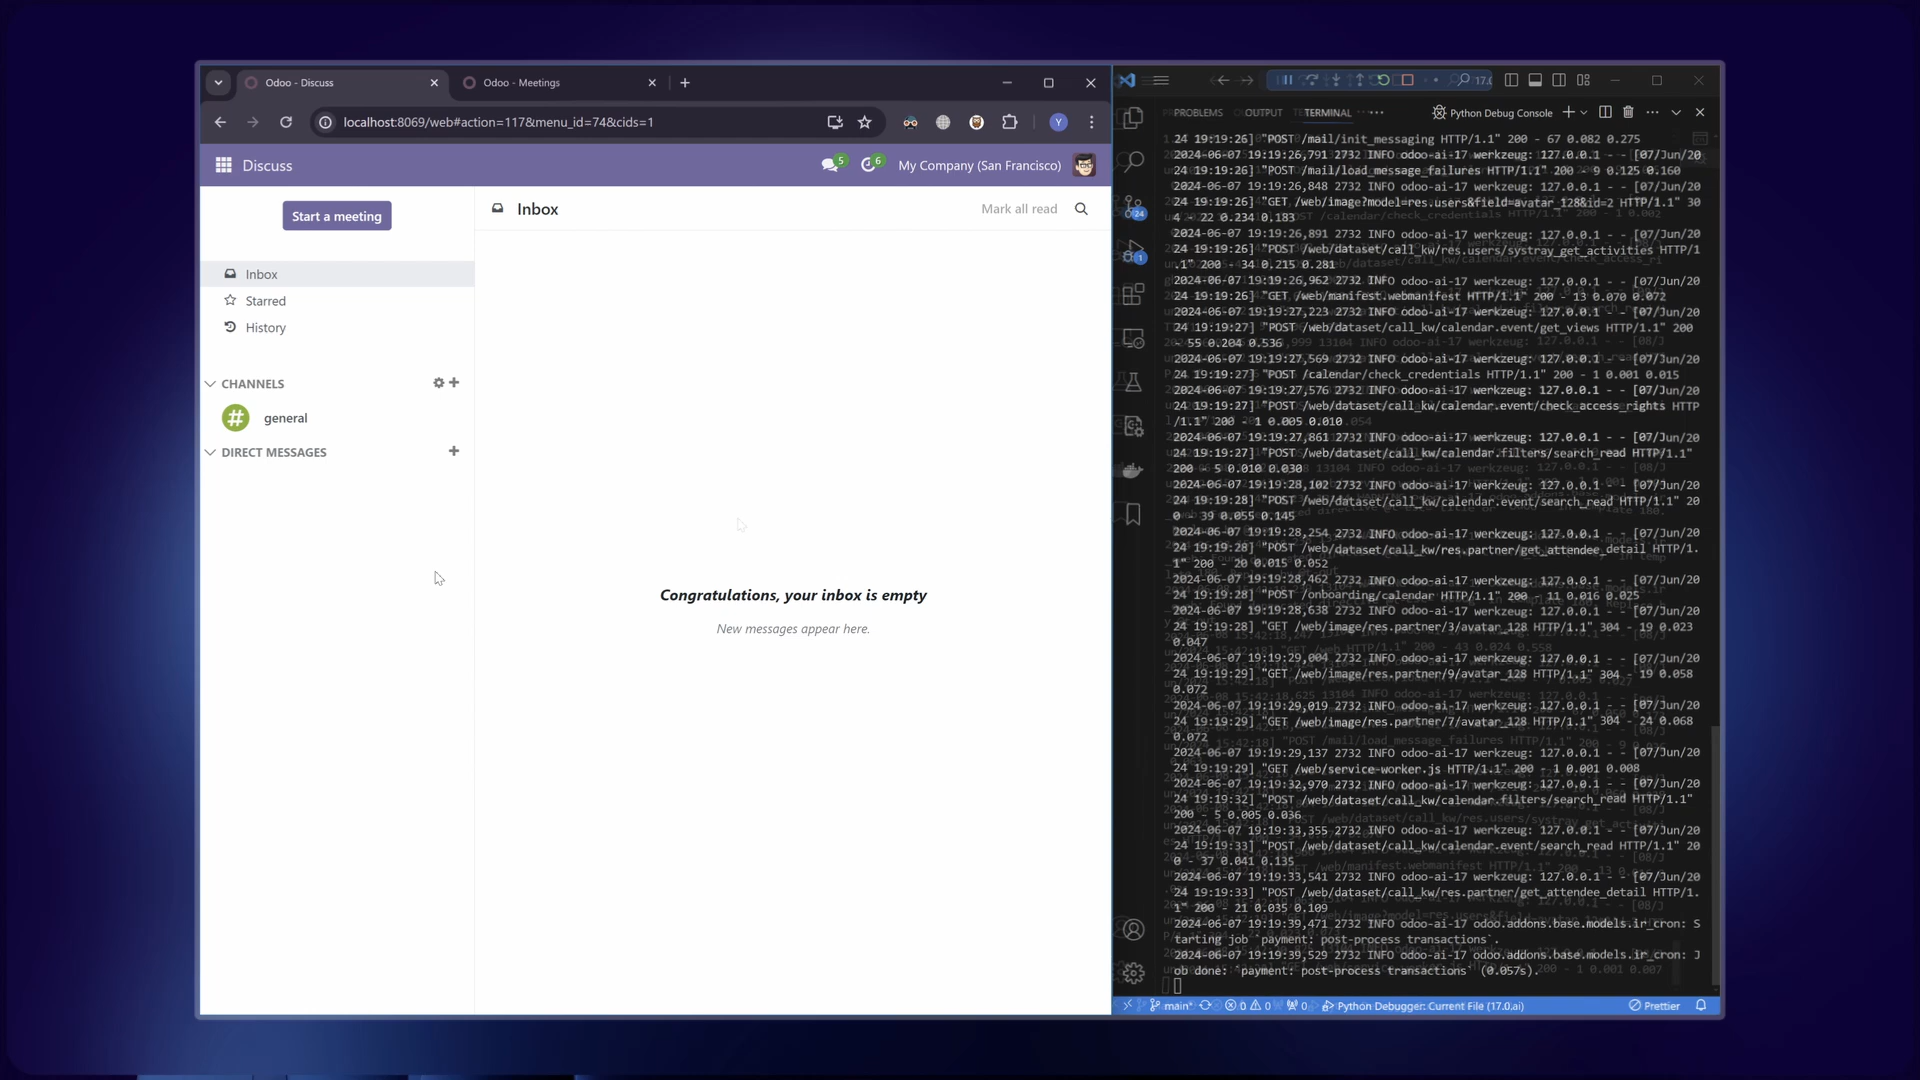 Odoo - Discuss
Odoo - Meetings
localhost:8069/web#action=117&menu_id=74&cids=1
Y
Discuss
5
6
My Company (San Francisco)
Start a meeting
Inbox
Starred
History
CHANNELS
general
DIRECT MESSAGES
Inbox
Mark all read
Congratulations, your inbox is empty
New messages appear here.
17.
PROBLEMS
OUTPUT
TERMINAL
Python Debug Console
24
1
24 19:19:26] "POST /mail/init_messaging HTTP/1.1" 200 - 67 0.082 0.275
2024-06-07 19:19:26,791 2732 INFO odoo-ai-17 werkzeug: 127.0.0.1 - - [07/Jun/20
24 19:19:26] "POST /mail/load_message_failures HTTP/1.1" 200 - 9 0.125 0.160
2024-06-07 19:19:26,848 2732 INFO odoo-ai-17 werkzeug: 127.0.0.1 - - [07/Jun/20
24 19:19:26] "GET /web/image?model=res.users&field=avatar_128&id=2 HTTP/1.1" 30
4 - 22 0.234 0.183
2024-06-07 19:19:26,891 2732 INFO odoo-ai-17 werkzeug: 127.0.0.1 - - [07/Jun/20
24 19:19:26] "POST /web/dataset/call_kw/res.users/systray_get_activities HTTP/1
.1" 200 - 34 0.215 0.281
2024-06-07 19:19:26,962 2732 INFO odoo-ai-17 werkzeug: 127.0.0.1 - - [07/Jun/20
24 19:19:26] "GET /web/manifest.webmanifest HTTP/1.1" 200 - 13 0.070 0.072
2024-06-07 19:19:27,223 2732 INFO odoo-ai-17 werkzeug: 127.0.0.1 - - [07/Jun/20
24 19:19:27] "POST /web/dataset/call_kw/calendar.event/get_views HTTP/1.1" 200
- 55 0.204 0.536
2024-06-07 19:19:27,569 2732 INFO odoo-ai-17 werkzeug: 127.0.0.1 - - [07/Jun/20
24 19:19:27] "POST /calendar/check_credentials HTTP/1.1" 200 - 1 0.001 0.015
2024-06-07 19:19:27,576 2732 INFO odoo-ai-17 werkzeug: 127.0.0.1 - - [07/Jun/20
24 19:19:27] "POST /web/dataset/call_kw/calendar.event/check_access_rights HTTP
/1.1" 200 - 1 0.005 0.010
2024-06-07 19:19:27,861 2732 INFO odoo-ai-17 werkzeug: 127.0.0.1 - - [07/Jun/20
24 19:19:27] "POST /web/dataset/call_kw/calendar.filters/search_read HTTP/1.1"
200 - 5 0.010 0.030
2024-06-07 19:19:28,102 2732 INFO odoo-ai-17 werkzeug: 127.0.0.1 - - [07/Jun/20
24 19:19:28] "POST /web/dataset/call_kw/calendar.event/search_read HTTP/1.1" 20
0 - 39 0.055 0.145
2024-06-07 19:19:28,254 2732 INFO odoo-ai-17 werkzeug: 127.0.0.1 - - [07/Jun/20
24 19:19:28] "POST /web/dataset/call_kw/res.partner/get_attendee_detail HTTP/1.
1" 200 - 20 0.015 0.052
2024-06-07 19:19:28,462 2732 INFO odoo-ai-17 werkzeug: 127.0.0.1 - - [07/Jun/20
24 19:19:28] "POST /onboarding/calendar HTTP/1.1" 200 - 11 0.016 0.025
2024-06-07 19:19:28,638 2732 INFO odoo-ai-17 werkzeug: 127.0.0.1 - - [07/Jun/20
24 19:19:28] "GET /web/image/res.partner/3/avatar_128 HTTP/1.1" 304 - 19 0.023
0.047
2024-06-07 19:19:29,004 2732 INFO odoo-ai-17 werkzeug: 127.0.0.1 - - [07/Jun/20
24 19:19:29] "GET /web/image/res.partner/9/avatar_128 HTTP/1.1" 304 - 19 0.058
0.072
2024-06-07 19:19:29,019 2732 INFO odoo-ai-17 werkzeug: 127.0.0.1 - - [07/Jun/20
24 19:19:29] "GET /web/image/res.partner/7/avatar_128 HTTP/1.1" 304 - 24 0.068
0.072
2024-06-07 19:19:29,137 2732 INFO odoo-ai-17 werkzeug: 127.0.0.1 - - [07/Jun/20
24 19:19:29] "GET /web/service-worker.js HTTP/1.1" 200 - 1 0.001 0.008
2024-06-07 19:19:32,970 2732 INFO odoo-ai-17 werkzeug: 127.0.0.1 - - [07/Jun/20
24 19:19:32] "POST /web/dataset/call_kw/calendar.filters/search_read HTTP/1.1"
200 - 5 0.005 0.036
2024-06-07 19:19:33,355 2732 INFO odoo-ai-17 werkzeug: 127.0.0.1 - - [07/Jun/20
24 19:19:33] "POST /web/dataset/call_kw/calendar.event/search_read HTTP/1.1" 20
0 - 37 0.041 0.135
2024-06-07 19:19:33,541 2732 INFO odoo-ai-17 werkzeug: 127.0.0.1 - - [07/Jun/20
24 19:19:33] "POST /web/dataset/call_kw/res.partner/get_attendee_detail HTTP/1.
1" 200 - 21 0.035 0.109
2024-06-07 19:19:39,471 2732 INFO odoo-ai-17 odoo.addons.base.models.ir_cron: S
tarting job `payment: post-process transactions`.
2024-06-07 19:19:39,529 2732 INFO odoo-ai-17 odoo.addons.base.models.ir_cron: J
ob done: `payment: post-process transactions` (0.057s).
main*
0
0
0
Python Debugger: Current File (17.0.ai)
Prettier